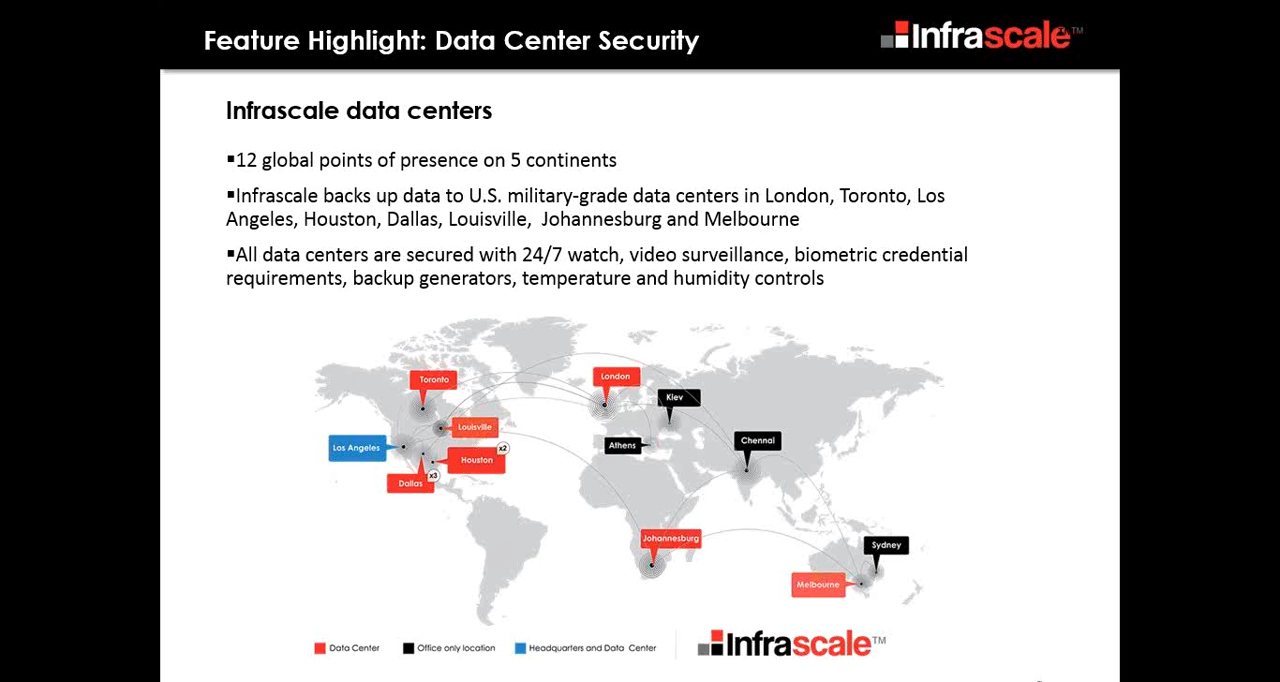 Feature Highlight: Data Center Security
Infrascale™
Infrascale data centers
▪12 global points of presence on 5 continents
▪Infrascale backs up data to U.S. military-grade data centers in London, Toronto, Los
Angeles, Houston, Dallas, Louisville,  Johannesburg and Melbourne
▪All data centers are secured with 24/7 watch, video surveillance, biometric credential
requirements, backup generators, temperature and humidity controls
Toronto
London
Kiev
Louisville
Los Angeles
Athens
Chennai
x2
Houston
x3
Dallas
Johannesburg
Sydney
Melbourne
Data Center
Office only location
Headquarters and Data Center
Infrascale™